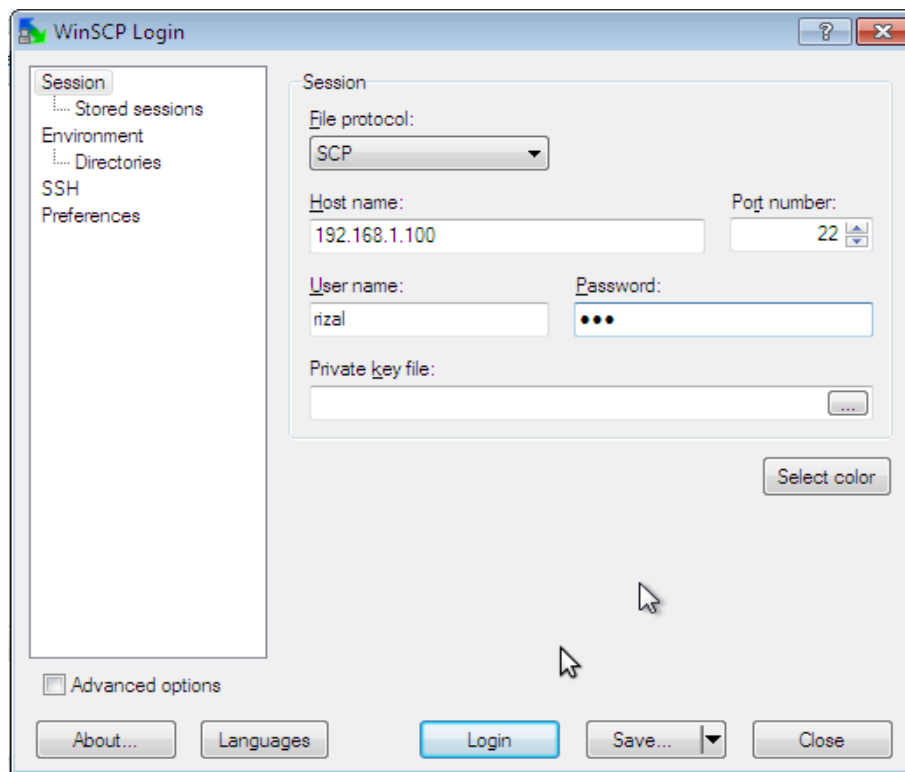 WinSCP Login
Session
Stored sessions
Environment
Directories
SSH
Preferences
Session
File protocol:
SCP
Host name:
Port number:
192.168.1.100
22
User name:
Password:
rizal
●●●
Private key file:
...
Select color
Advanced options
About...
Languages
Login
Save...
Close